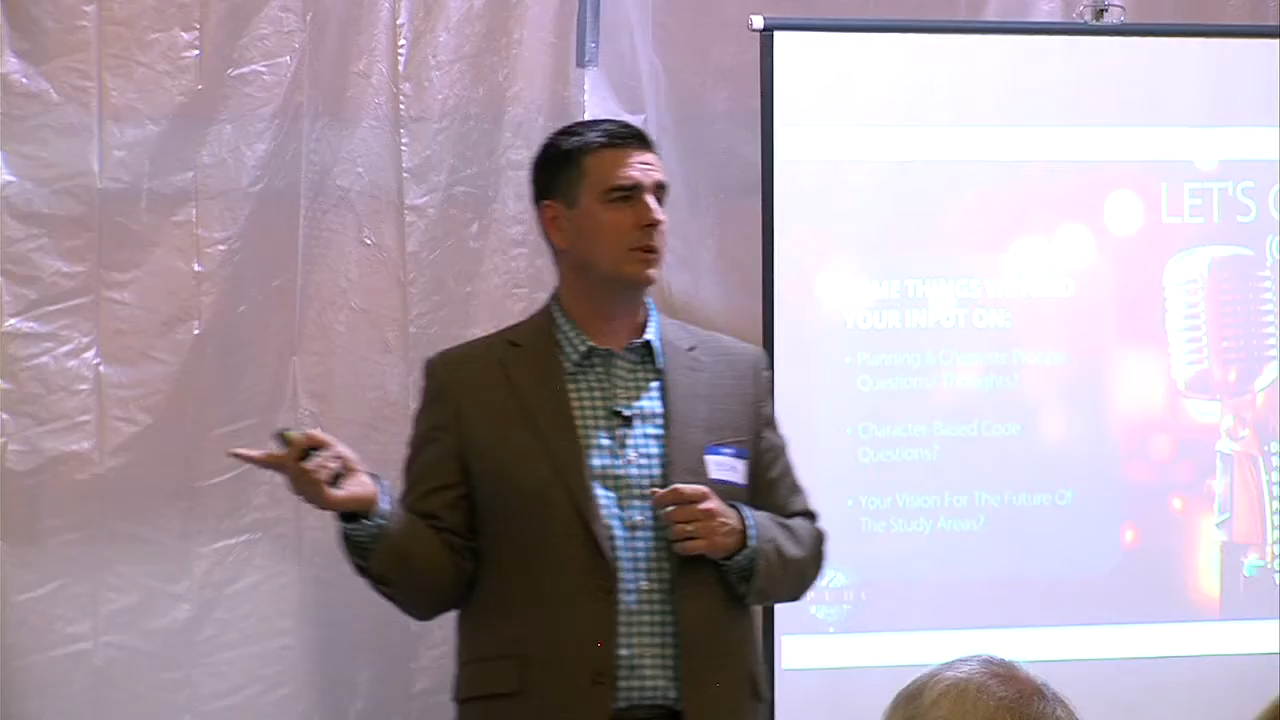 LET'S
THINGS
YOUR INPUT ON:
• Planning & Charrette Process
Questions/ Thoughts?
• Character Based Code
Questions?
• Your Vision For The Future Of
The Study Areas?